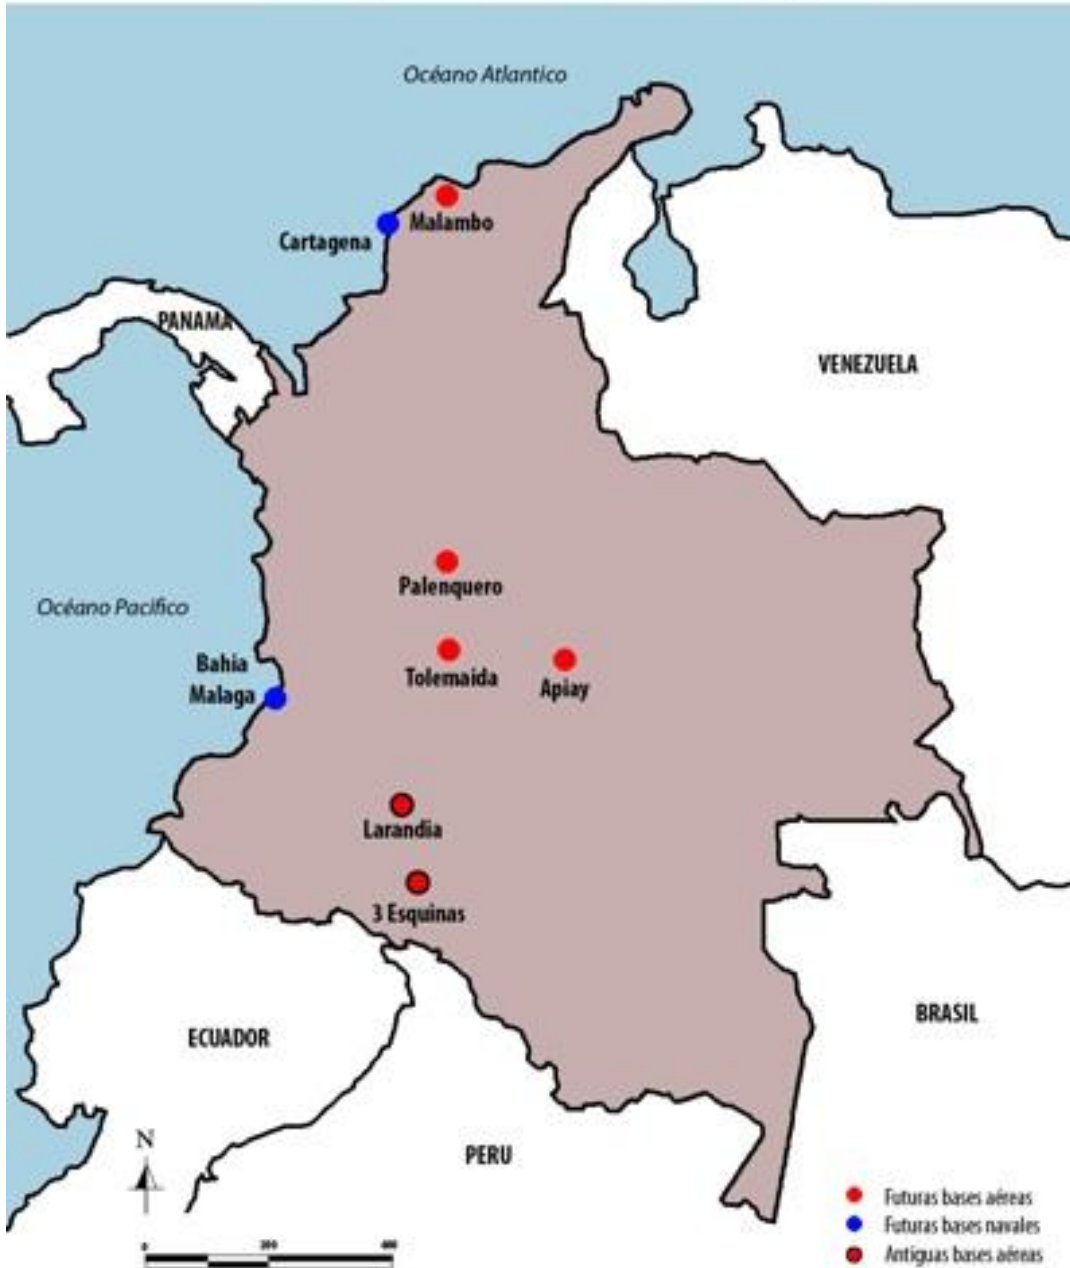 Océano Atlantico
Malambo
Cartagena
PANAMA
VENEZUELA
Palenquero
Océano Pacifico
Tolemaida
Bahia
Malaga
Apiay
Larandia
3 Esquinas
BRASIL
ECUADOR
N
PERU
Futuras bases aéreas
Futuras bases navales
Antiguas bases aéreas
0 200 400